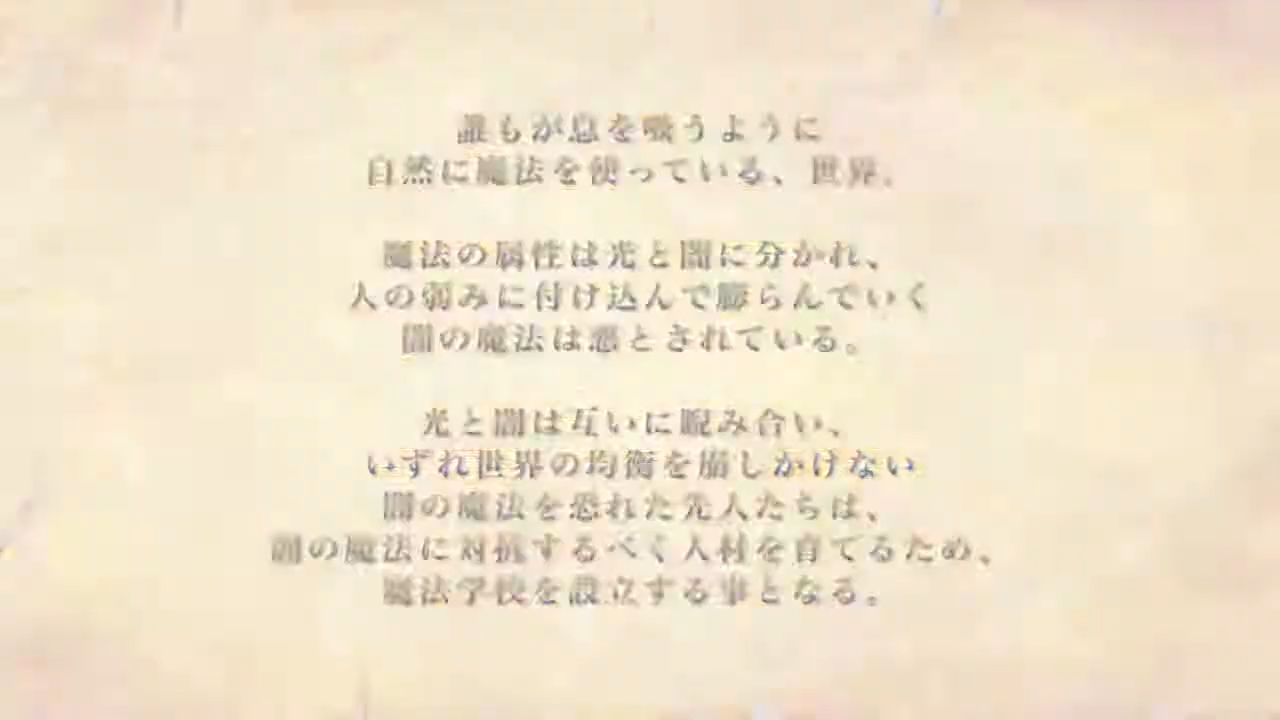 誰もが息を吸うように
自然に魔法を使っている、世界。
魔法の属性は光と闇に分かれ、
人の弱みに付け込んで膨らんでいく
闇の魔法は悪とされている。
光と闇は互いに睨み合い、
いずれ世界の均衡を崩しかけない
闇の魔法を恐れた先人たちは、
闇の魔法に対抗するべく人材を育てるため、
魔法学校を設立する事となる。